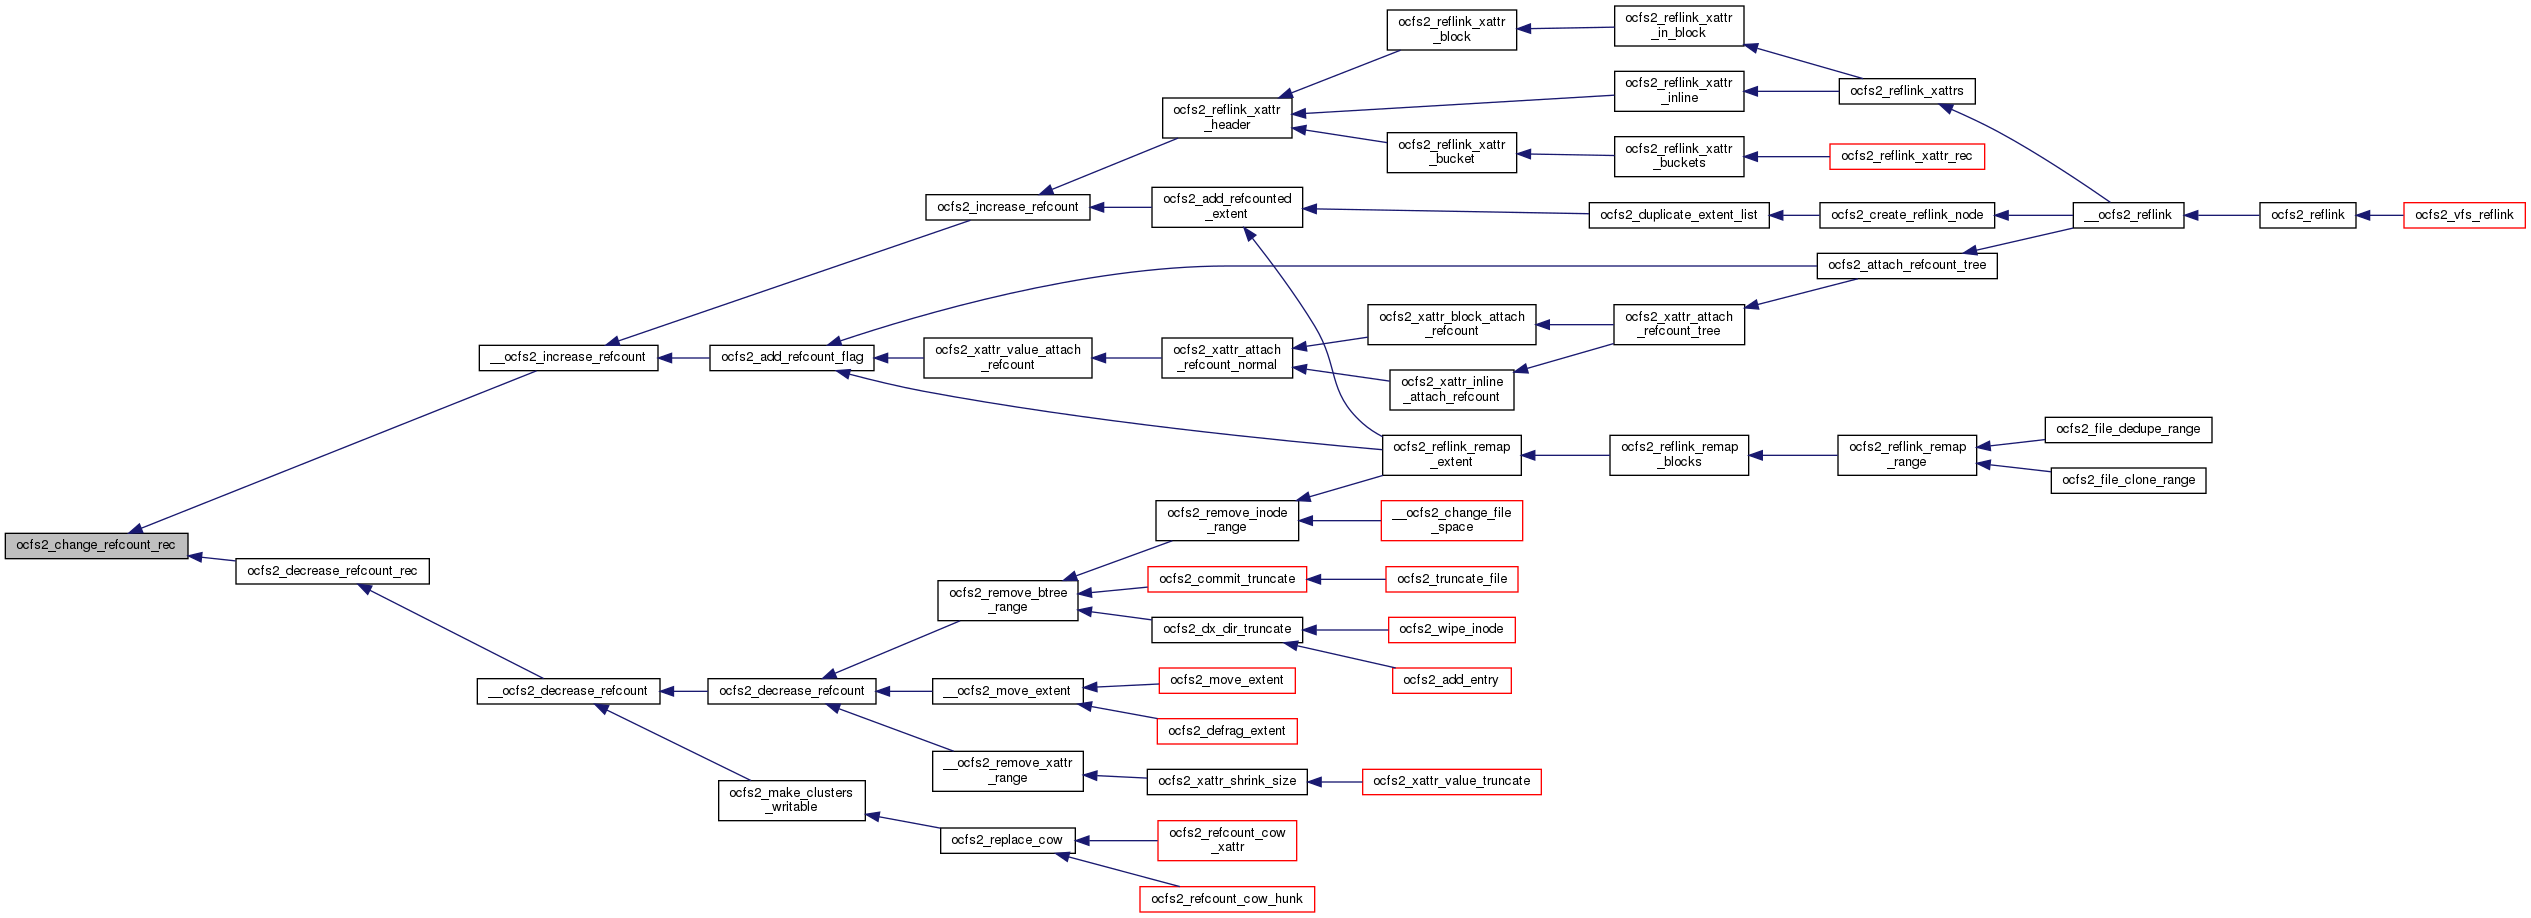 ocfs2_change_refcount_rec
__ocfs2_increase_refcount
ocfs2_increase_refcount
ocfs2_reflink_xattr
_header
ocfs2_reflink_xattr
_block
ocfs2_reflink_xattr
_in_block
ocfs2_reflink_xattrs
ocfs2_reflink_xattr
_inline
ocfs2_reflink_xattr
_bucket
ocfs2_reflink_xattr
_buckets
ocfs2_reflink_xattr_rec
ocfs2_add_refcounted
_extent
ocfs2_duplicate_extent_list
ocfs2_create_reflink_node
__ocfs2_reflink
ocfs2_reflink
ocfs2_vfs_reflink
ocfs2_attach_refcount_tree
ocfs2_add_refcount_flag
ocfs2_xattr_value_attach
_refcount
ocfs2_xattr_attach
_refcount_normal
ocfs2_xattr_block_attach
_refcount
ocfs2_xattr_attach
_refcount_tree
ocfs2_xattr_inline
_attach_refcount
ocfs2_reflink_remap
_extent
ocfs2_reflink_remap
_blocks
ocfs2_reflink_remap
_range
ocfs2_file_dedupe_range
ocfs2_file_clone_range
ocfs2_decrease_refcount_rec
__ocfs2_decrease_refcount
ocfs2_decrease_refcount
ocfs2_remove_btree
_range
ocfs2_remove_inode
_range
__ocfs2_change_file
_space
ocfs2_commit_truncate
ocfs2_truncate_file
ocfs2_dx_dir_truncate
ocfs2_wipe_inode
ocfs2_add_entry
__ocfs2_move_extent
ocfs2_move_extent
ocfs2_defrag_extent
__ocfs2_remove_xattr
_range
ocfs2_xattr_shrink_size
ocfs2_xattr_value_truncate
ocfs2_make_clusters
_writable
ocfs2_replace_cow
ocfs2_refcount_cow
_xattr
ocfs2_refcount_cow_hunk